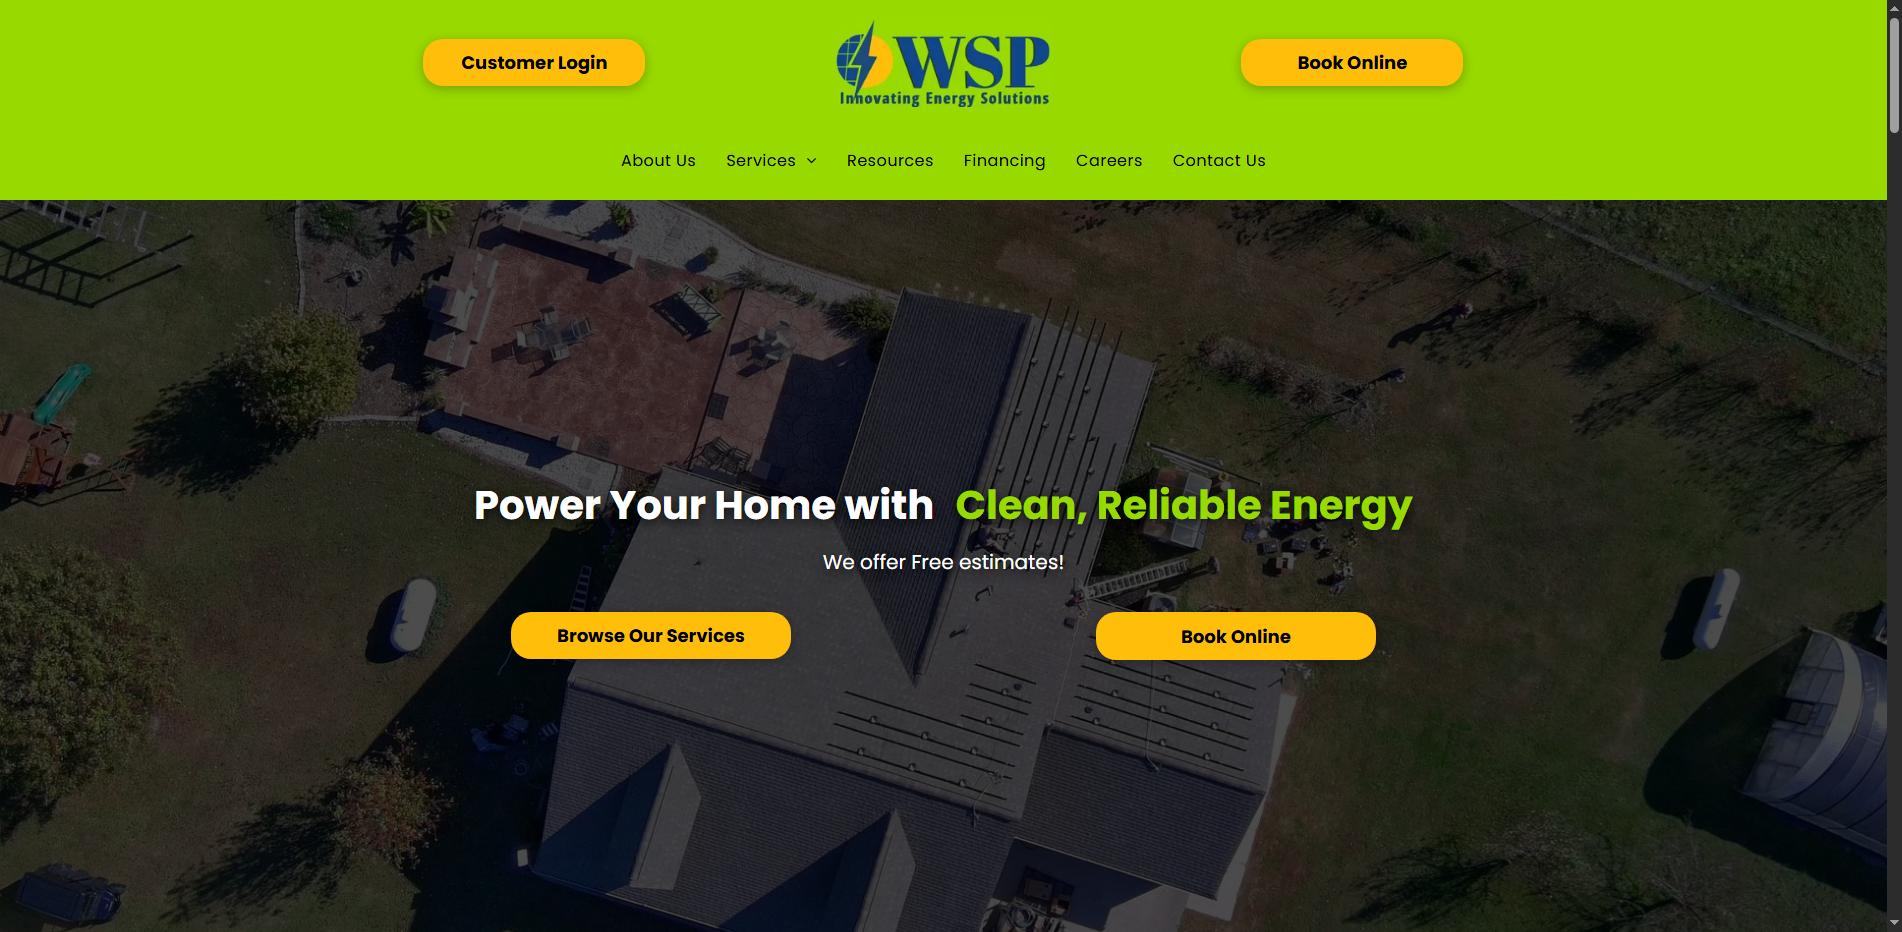 Customer Login
WSP
Innovating Energy Solutions
Book Online
About Us
Services
Resources
Financing
Careers
Contact Us
Power Your Home with Clean, Reliable Energy
We offer Free estimates!
Browse Our Services
Book Online